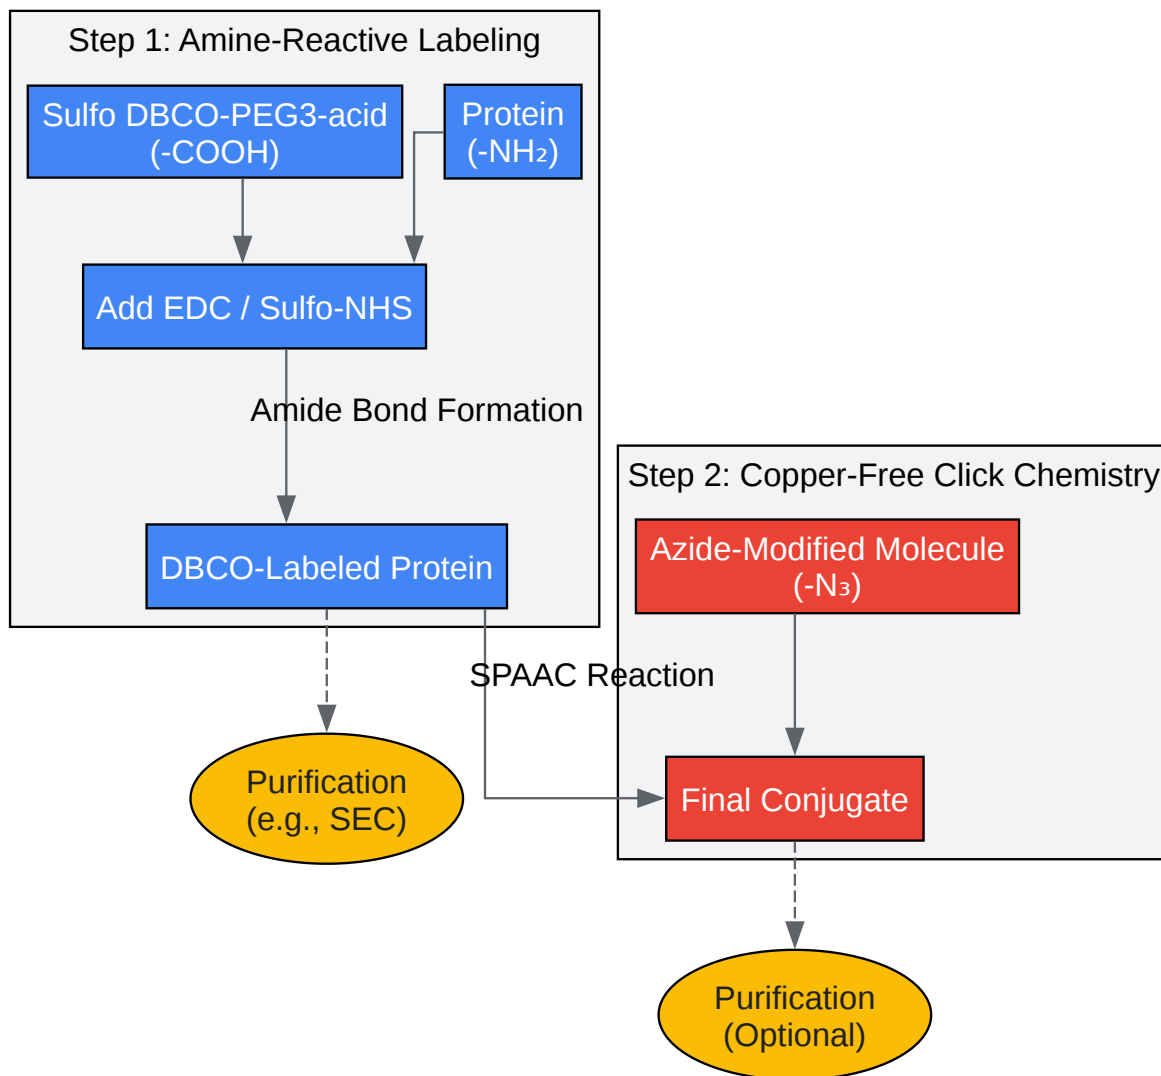 Step 1: Amine-Reactive Labeling
Sulfo DBCO-PEG3-acid
(-COOH)
Protein
(-NH₂)
Add EDC / Sulfo-NHS
Amide Bond Formation
DBCO-Labeled Protein
Step 2: Copper-Free Click Chemistry
Azide-Modified Molecule
(-N₃)
SPAAC Reaction
Purification
(e.g., SEC)
Final Conjugate
Purification
(Optional)